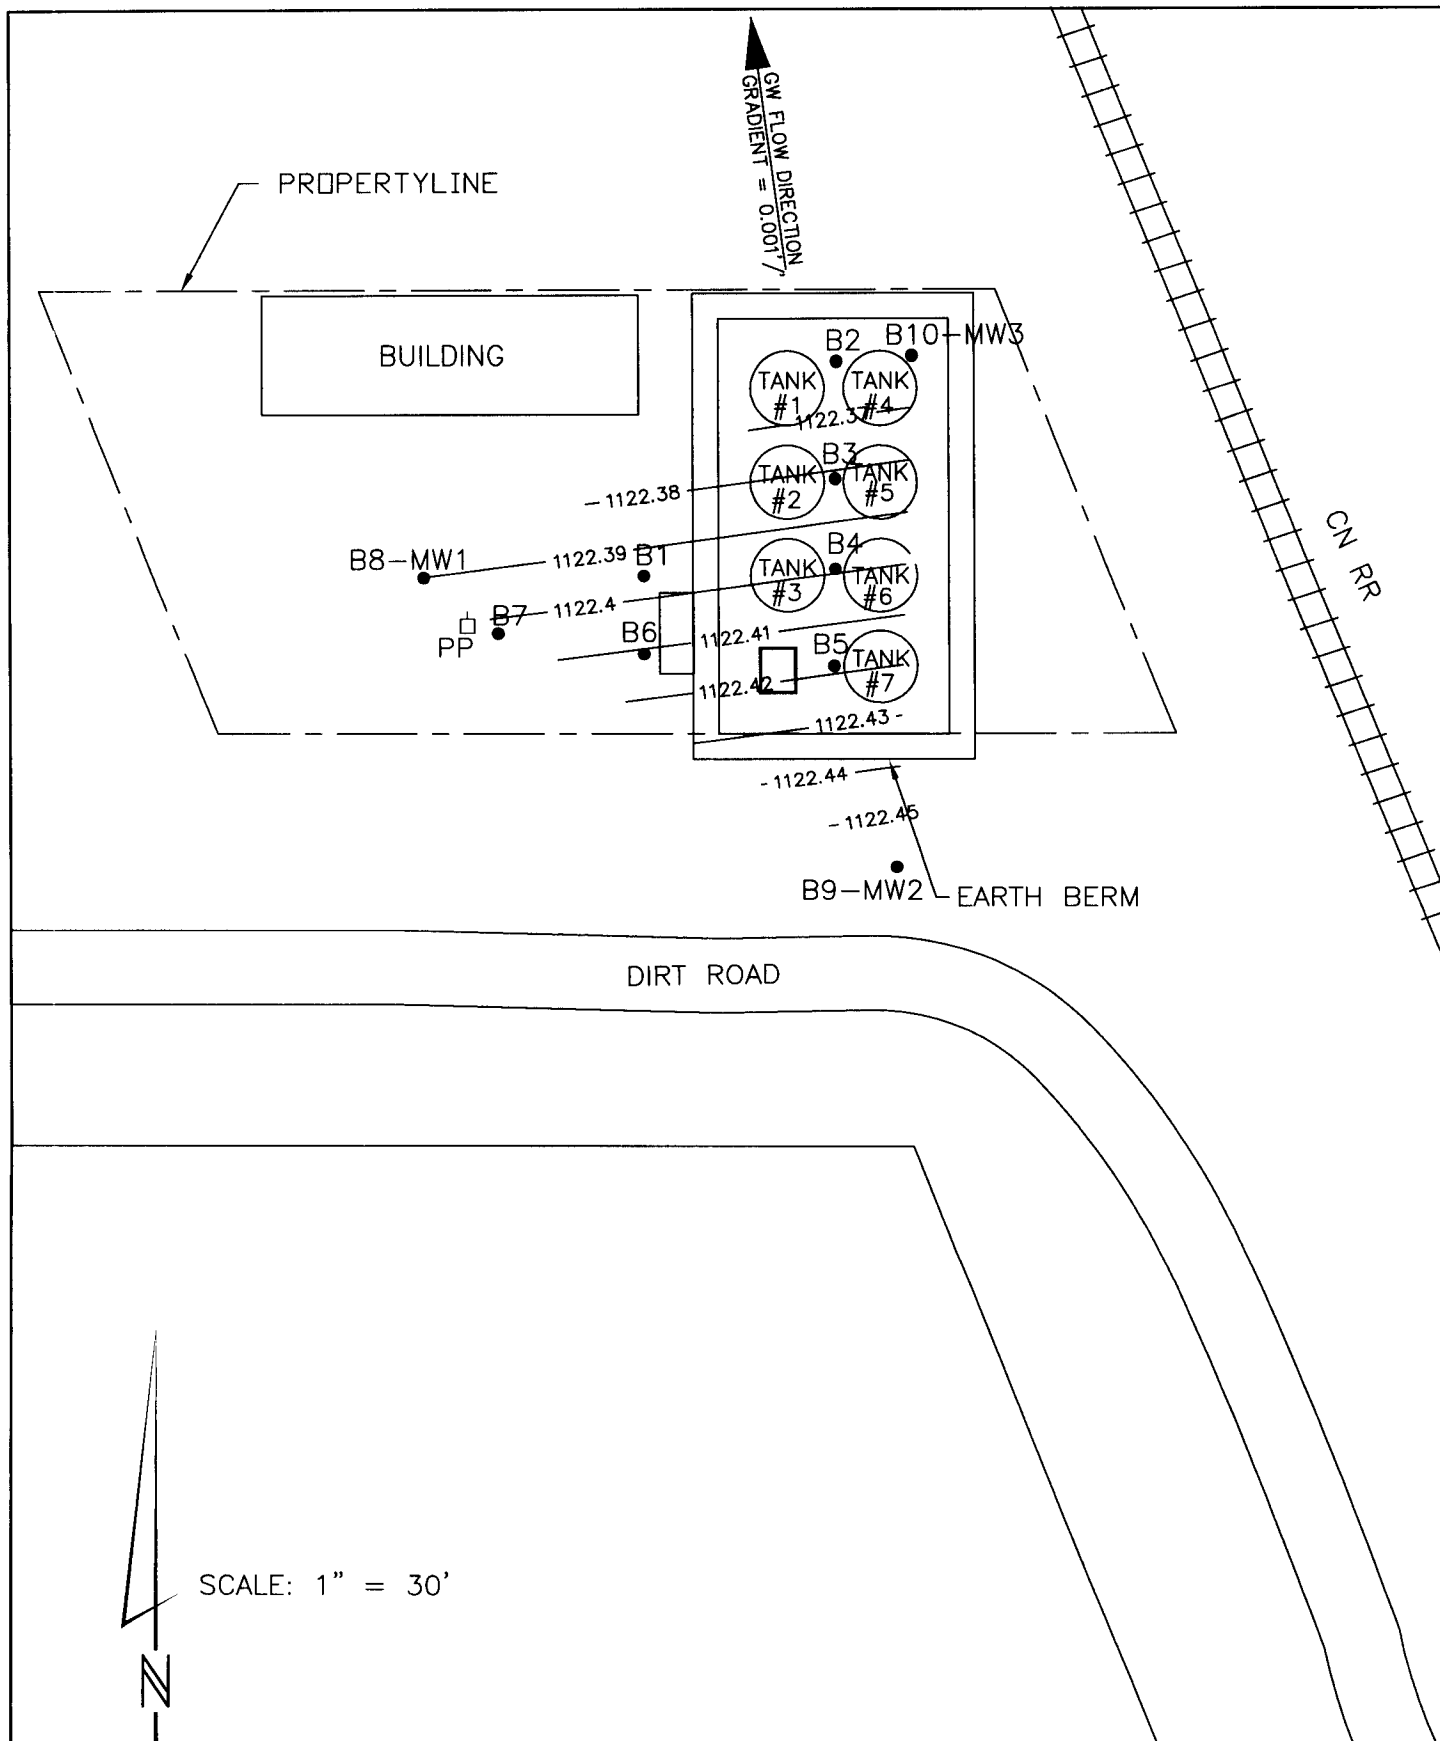 GW FLOW DIRECTION
GRADIENT = 0.001'/'
PROPERTYLINE
BUILDING
B2
B10-MW3
TANK
#1
TANK
#4
1122.37
B3
TANK
#2
TANK
#5
1122.38
CN RR
B8-MW1
1122.39
B1
B4
TANK
#3
TANK
#6
1122.4
B7
PP
B6
1122.41
B5
TANK
#7
1122.42
1122.43
1122.44
1122.45
B9-MW2
EARTH BERM
DIRT ROAD
SCALE: 1" = 30'
N